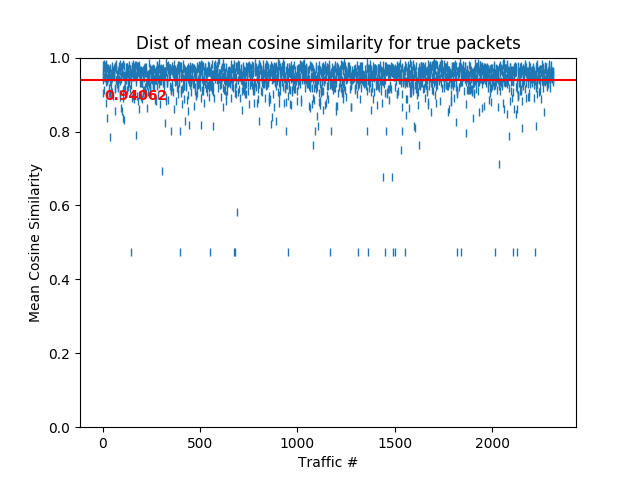 Dist of mean cosine similarity for true packets
1.0
0.94062
0.8
0.6
0.4
0.2
0.0
Mean Cosine Similarity
0 500 1000 1500 2000
Traffic #